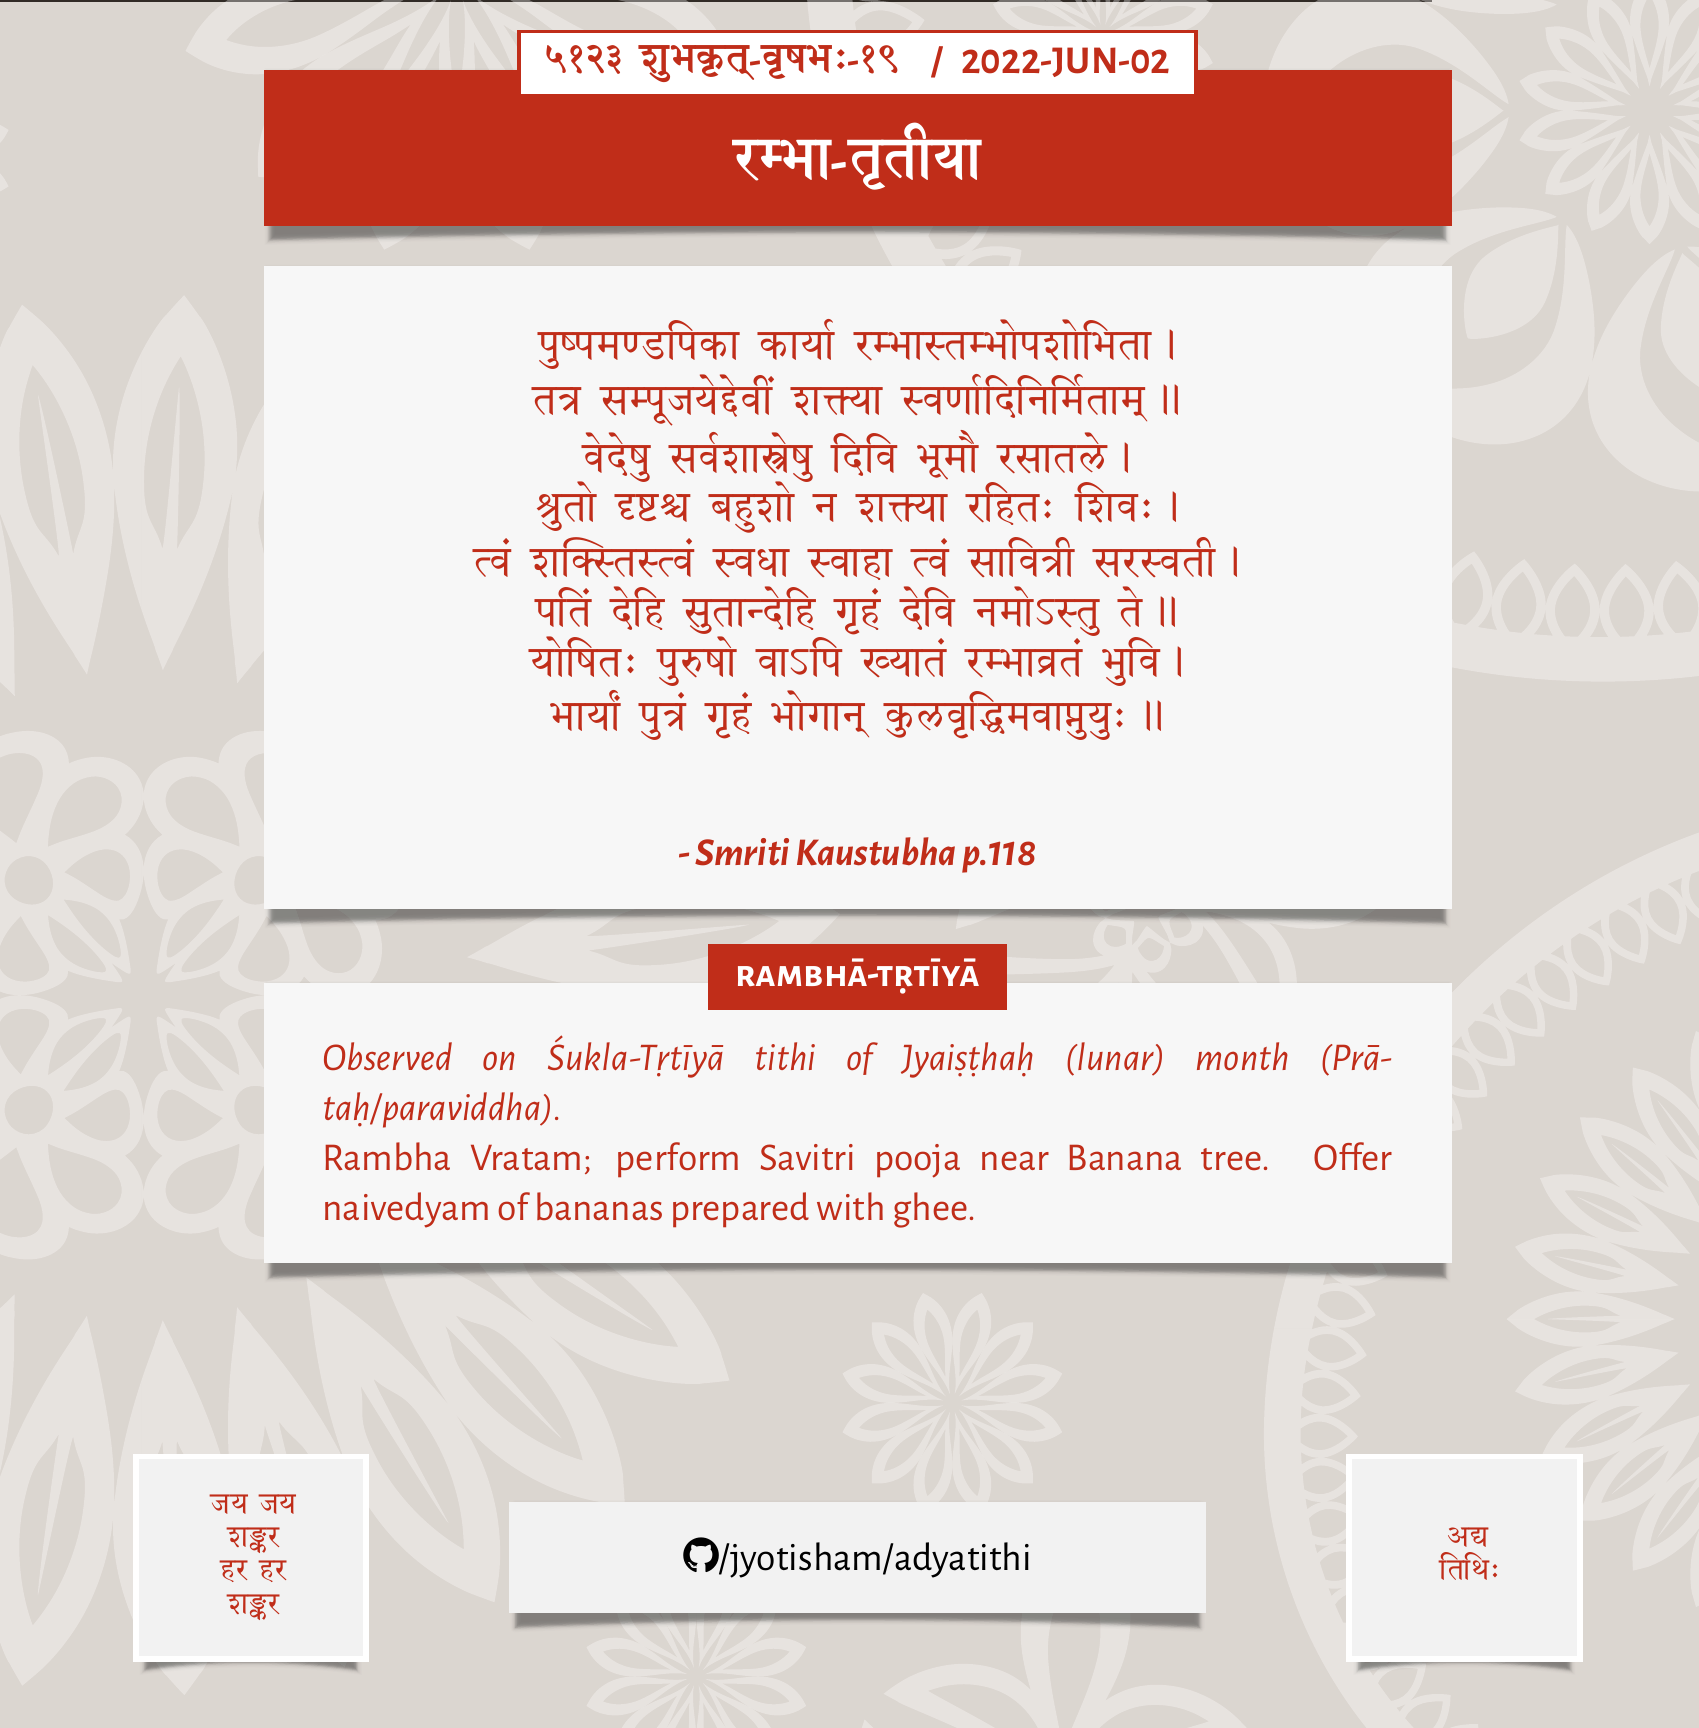 ५१२३ शुभकृत्-वृषभः-१९ / 2022-JUN-02
रम्भा-तृतीया
पुष्पमण्डपिका कार्या रम्भास्तम्भोपशोभिता ।
तत्र सम्पूजयेद्देवीं शक्त्या स्वर्णादिनिर्मिताम् ॥
वेदेषु सर्वशास्त्रेषु दिवि भूमौ रसातले ।
श्रुतो दृष्टश्च बहुशो न शक्त्या रहितः शिवः ।
त्वं शक्स्तिस्त्वं स्वधा स्वाहा त्वं सावित्री सरस्वती ।
पतिं देहि सुतान्देहि गृहं देवि नमोऽस्तु ते ॥
योषितः पुरुषो वाऽपि ख्यातं रम्भाव्रतं भुवि ।
भार्यां पुत्रं गृहं भोगान् कुलवृद्धिमवाप्नुयुः ॥
- Smriti Kaustubha p.118
RAMBHĀ-TṚTĪYĀ
Observed on Śukla-Tṛtīyā tithi of Jyaiṣṭhaḥ (lunar) month (Prā-
taḥ/paraviddha).
Rambha Vratam; perform Savitri pooja near Banana tree. Offer
naivedyam of bananas prepared with ghee.
जय जय
शङ्कर
हर हर
शङ्कर
/jyotisham/adyatithi
अद्य
तिथिः